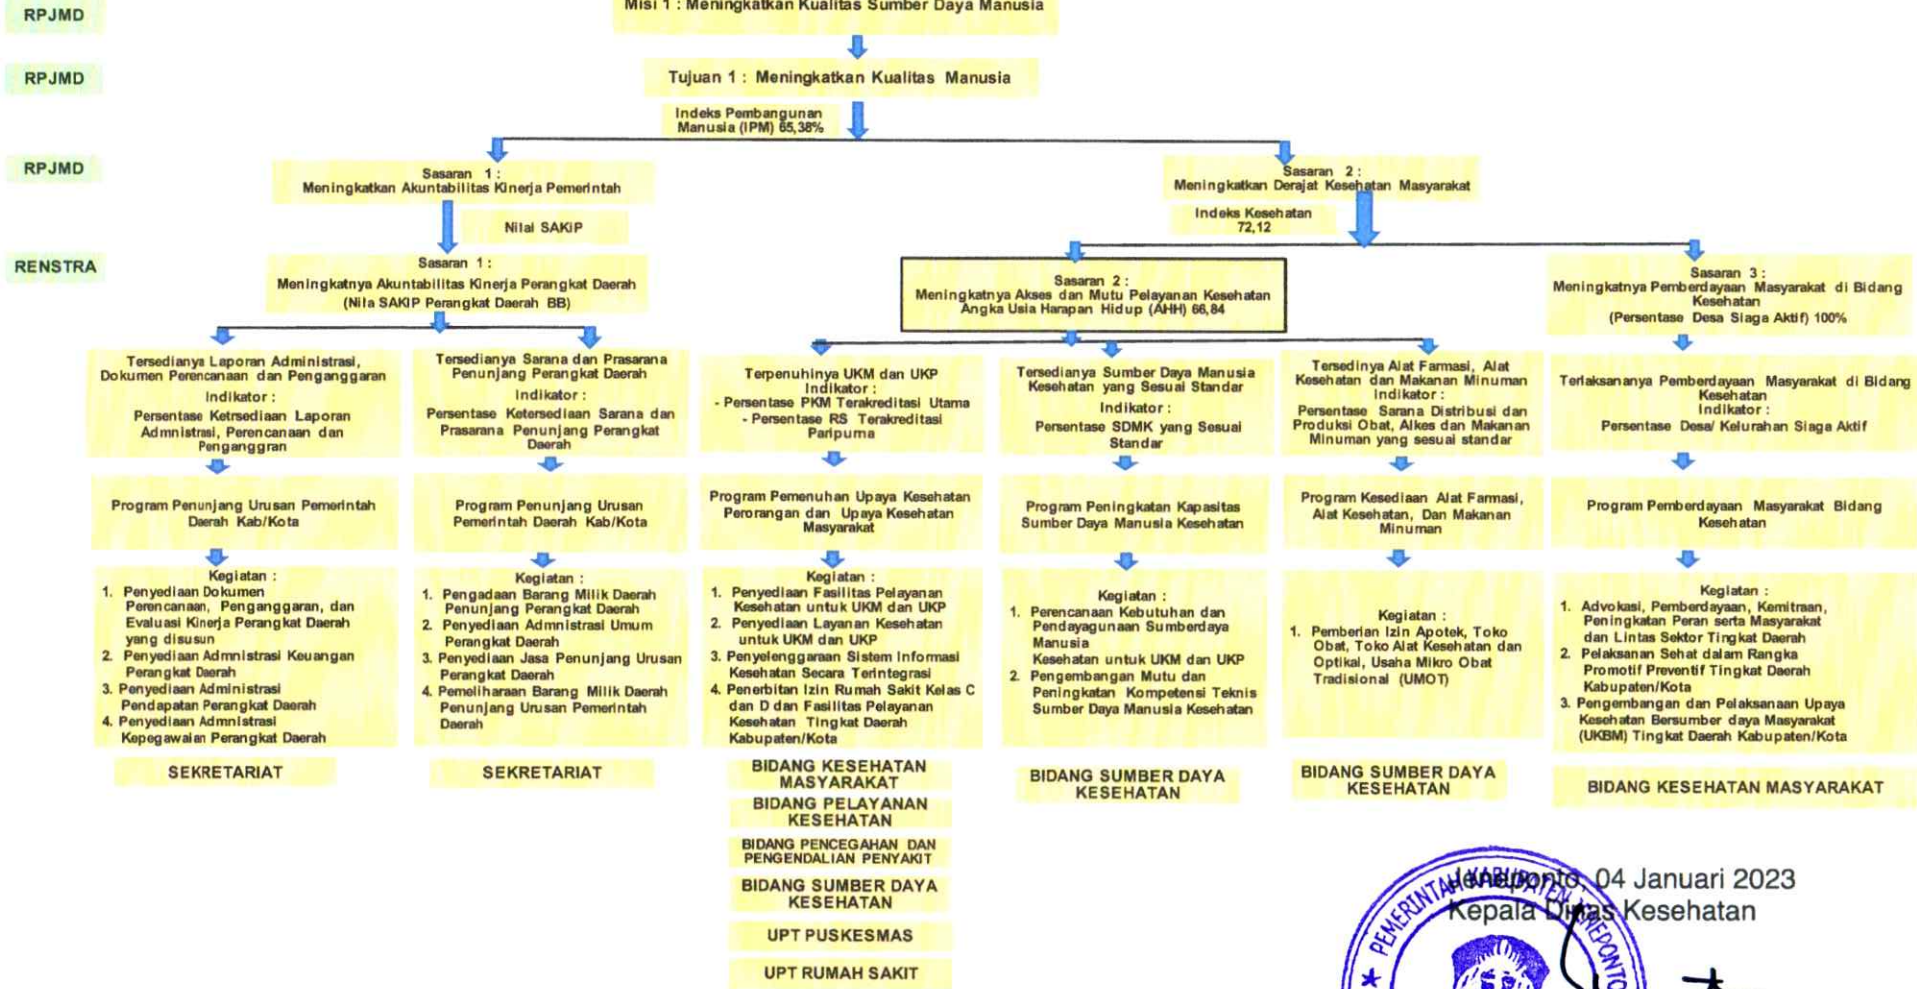 RPJMD
Misi 1 : Meningkatkan Kualitas Sumber Daya Manusia
RPJMD
Tujuan 1 : Meningkatkan Kualitas Manusia
Indeks Pembangunan
Manusia (IPM) 65,38%
RPJMD
Sasaran 1 :
Meningkatkan Akuntabilitas Kinerja Pemerintah
Nilai SAKIP
Sasaran 2 :
Meningkatkan Derajat Kesehatan Masyarakat
Indeks Kesehatan
72,12
RENSTRA
Sasaran 1 :
Meningkatnya Akuntabilitas Kinerja Perangkat Daerah
(Nila SAKIP Perangkat Daerah BB)
Sasaran 2 :
Meningkatnya Akses dan Mutu Pelayanan Kesehatan
Angka Usia Harapan Hidup (AHH) 66,84
Sasaran 3 :
Meningkatnya Pemberdayaan Masyarakat di Bidang
Kesehatan
(Persentase Desa Siaga Aktif) 100%
Tersedianya Laporan Administrasi,
Dokumen Perencanaan dan Penganggaran
Indikator :
Persentase Ketrsediaan Laporan
Admnistrasi, Perencanaan dan
Penganggran
Tersedianya Sarana dan Prasarana
Penunjang Perangkat Daerah
Indikator :
Persentase Ketersediaan Sarana dan
Prasarana Penunjang Perangkat
Daerah
Terpenuhinya UKM dan UKP
Indikator :
- Persentase PKM Terakreditasi Utama
- Persentase RS Terakreditasi
Paripurna
Tersedianya Sumber Daya Manusia
Kesehatan yang Sesuai Standar
Indikator :
Persentase SDMK yang Sesuai
Standar
Tersedinya Alat Farmasi, Alat
Kesehatan dan Makanan Minuman
Indikator :
Persentase Sarana Distribusi dan
Produksi Obat, Alkes dan Makanan
Minuman yang sesuai standar
Terlaksananya Pemberdayaan Masyarakat di Bidang
Kesehatan
Indikator :
Persentase Desa/ Kelurahan Siaga Aktif
Program Penunjang Urusan Pemerintah
Daerah Kab/Kota
Program Penunjang Urusan
Pemerintah Daerah Kab/Kota
Program Pemenuhan Upaya Kesehatan
Perorangan dan Upaya Kesehatan
Masyarakat
Program Peningkatan Kapasitas
Sumber Daya Manusia Kesehatan
Program Kesediaan Alat Farmasi,
Alat Kesehatan, Dan Makanan
Minuman
Program Pemberdayaan Masyarakat Bidang
Kesehatan
Kegiatan :
1. Penyediaan Dokumen
Perencanaan, Penganggaran, dan
Evaluasi Kinerja Perangkat Daerah
yang disusun
2. Penyediaan Admnistrasi Keuangan
Perangkat Daerah
3. Penyediaan Administrasi
Pendapatan Perangkat Daerah
4. Penyediaan Admnistrasi
Kepegawaian Perangkat Daerah
SEKRETARIAT
Kegiatan :
1. Pengadaan Barang Milik Daerah
Penunjang Perangkat Daerah
2. Penyediaan Admnistrasi Umum
Perangkat Daerah
3. Penyediaan Jasa Penunjang Urusan
Perangkat Daerah
4. Pemeliharaan Barang Milik Daerah
Penunjang Urusan Pemerintah
Daerah
SEKRETARIAT
Kegiatan :
1. Penyediaan Fasilitas Pelayanan
Kesehatan untuk UKM dan UKP
2. Penyediaan Layanan Kesehatan
untuk UKM dan UKP
3. Penyelenggaraan Sistem Informasi
Kesehatan Secara Terintegrasi
4. Penerbitan Izin Rumah Sakit Kelas C
dan D dan Fasilitas Pelayanan
Kesehatan Tingkat Daerah
Kabupaten/Kota
BIDANG KESEHATAN
MASYARAKAT
BIDANG PELAYANAN
KESEHATAN
BIDANG PENCEGAHAN DAN
PENGENDALIAN PENYAKIT
BIDANG SUMBER DAYA
KESEHATAN
UPT PUSKESMAS
UPT RUMAH SAKIT
Kegiatan :
1. Perencanaan Kebutuhan dan
Pendayagunaan Sumberdaya
Manusia
Kesehatan untuk UKM dan UKP
2. Pengembangan Mutu dan
Peningkatan Kompetensi Teknis
Sumber Daya Manusia Kesehatan
BIDANG SUMBER DAYA
KESEHATAN
Kegiatan :
1. Pemberian Izin Apotek, Toko
Obat, Toko Alat Kesehatan dan
Optikal, Usaha Mikro Obat
Tradisional (UMOT)
BIDANG SUMBER DAYA
KESEHATAN
Kegiatan :
1. Advokasi, Pemberdayaan, Kemitraan,
Peningkatan Peran serta Masyarakat
dan Lintas Sektor Tingkat Daerah
2. Pelaksanan Sehat dalam Rangka
Promotif Preventif Tingkat Daerah
Kabupaten/Kota
3. Pengembangan dan Pelaksanaan Upaya
Kesehatan Bersumber daya Masyarakat
(UKBM) Tingkat Daerah Kabupaten/Kota
BIDANG KESEHATAN MASYARAKAT
Jeneponto, 04 Januari 2023
Kepala Dinas Kesehatan
PEMERINTAH KABUPATEN JENEPONTO